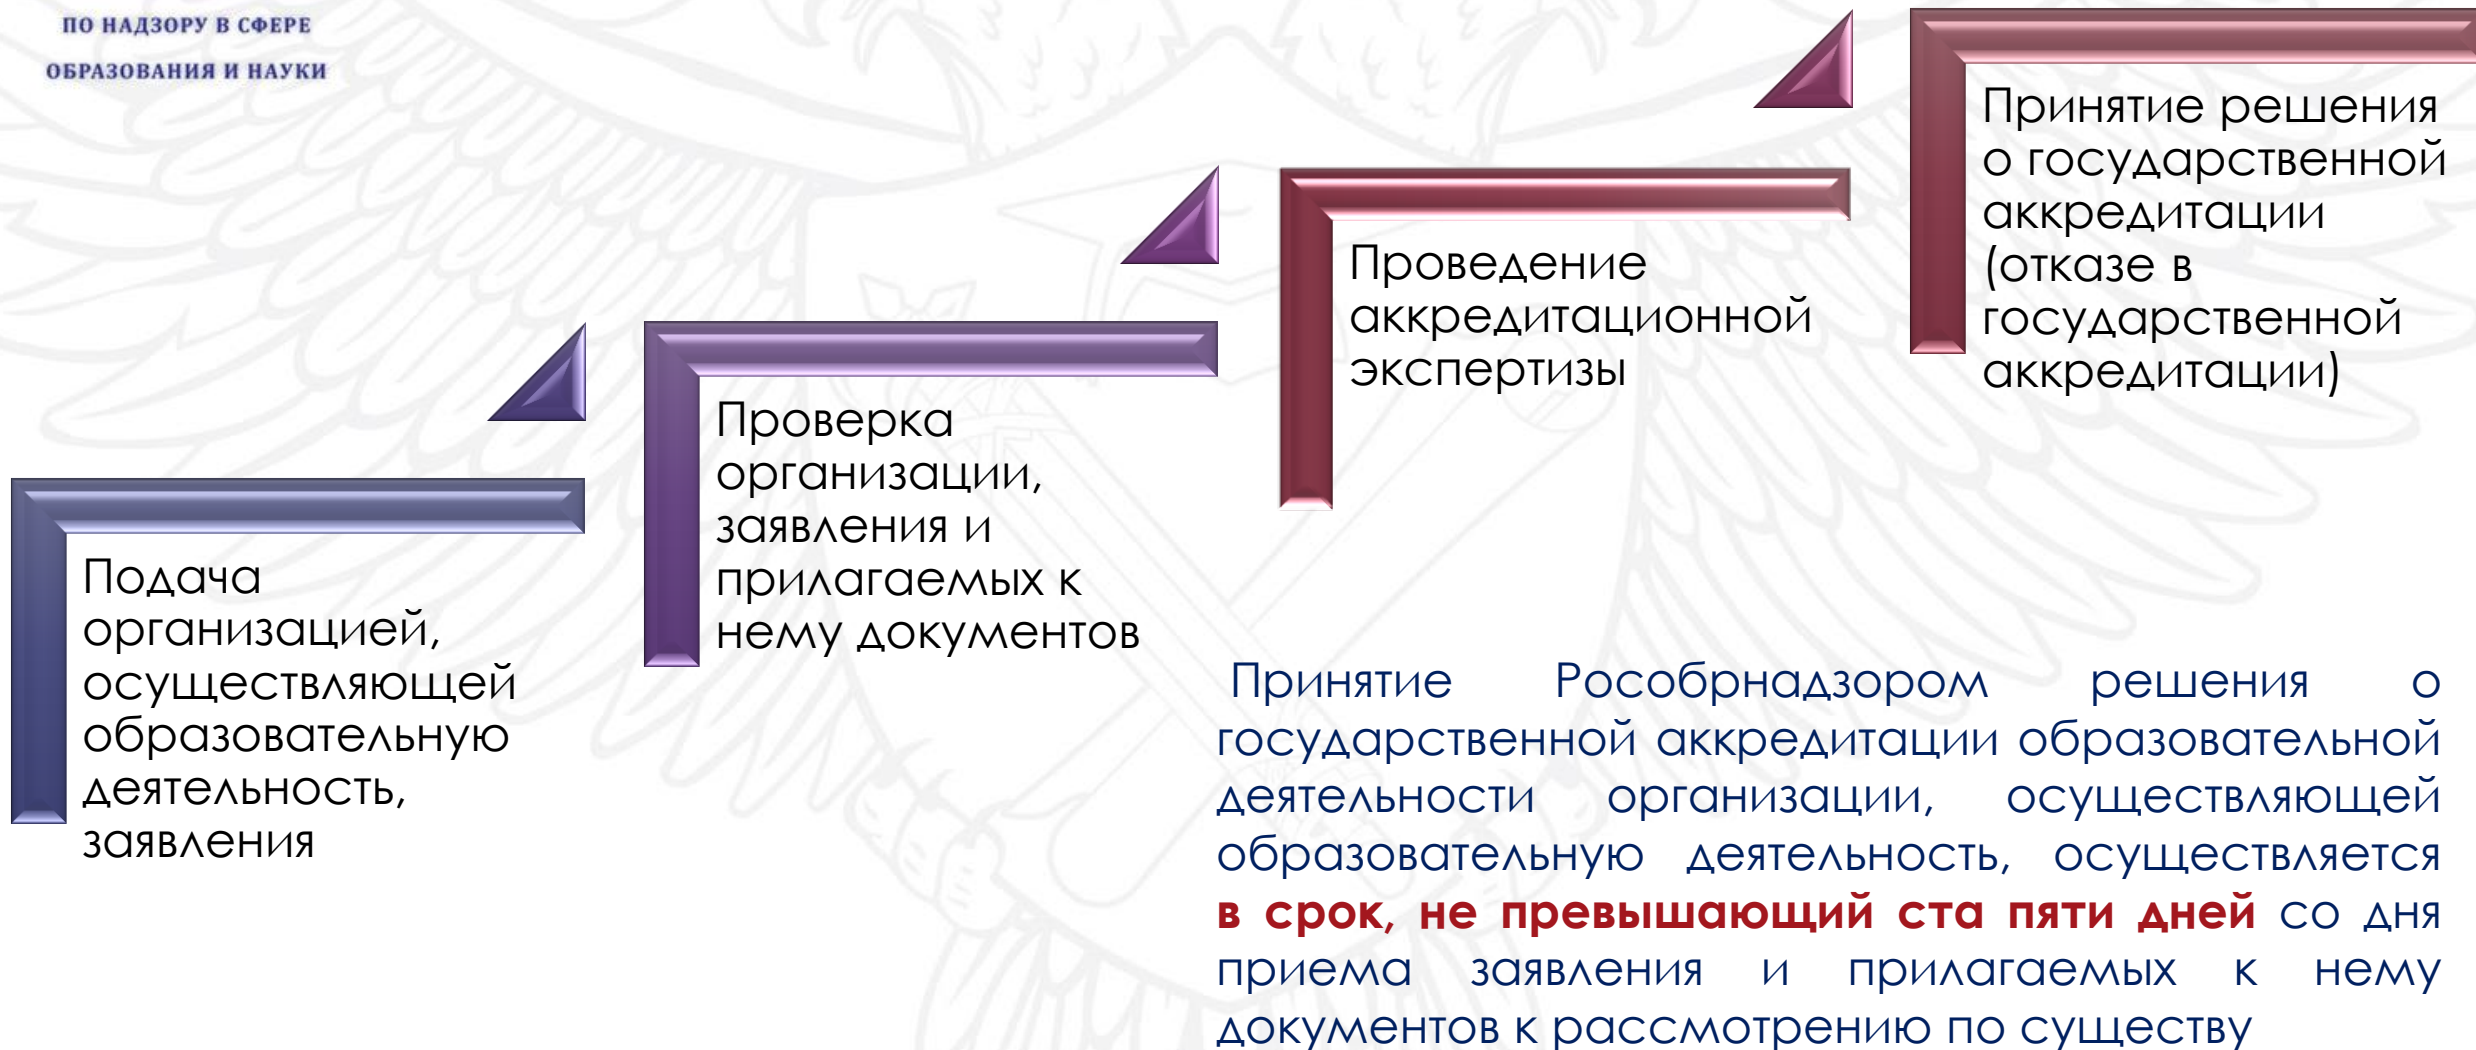 ПО НАДЗОРУ В СФЕРЕ
ОБРАЗОВАНИЯ И НАУКИ
Подача
организацией,
осуществляющей
образовательную
деятельность,
заявления
Проверка
организации,
заявления и
прилагаемых к
нему документов
Проведение
аккредитационной
экспертизы
Принятие решения
о государственной
аккредитации
(отказе в
государственной
аккредитации)
Принятие Рособрнадзором решения о
государственной аккредитации образовательной
деятельности организации, осуществляющей
образовательную деятельность, осуществляется
в срок, не превышающий ста пяти дней со дня
приема заявления и прилагаемых к нему
документов к рассмотрению по существу